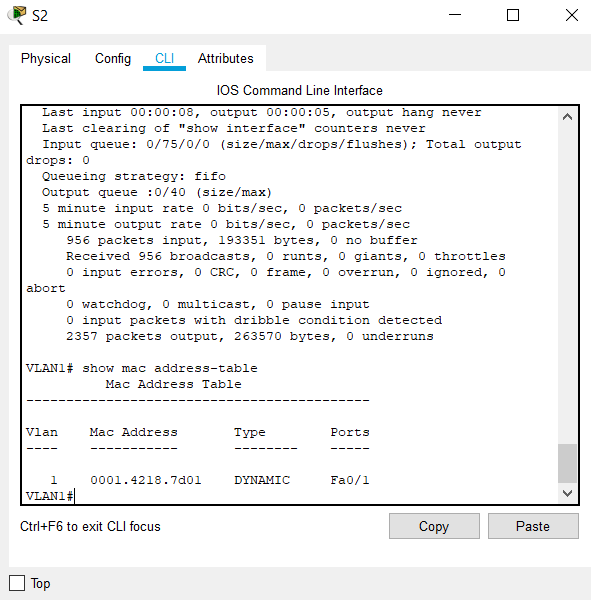 S2
Physical Config CLI Attributes
IOS Command Line Interface
Last input 00:00:08, output 00:00:05, output hang never
Last clearing of "show interface" counters never
Input queue: 0/75/0/0 (size/max/drops/flushes); Total output
drops: 0
Queueing strategy: fifo
Output queue :0/40 (size/max)
5 minute input rate 0 bits/sec, 0 packets/sec
5 minute output rate 0 bits/sec, 0 packets/sec
956 packets input, 193351 bytes, 0 no buffer
Received 956 broadcasts, 0 runts, 0 giants, 0 throttles
0 input errors, 0 CRC, 0 frame, 0 overrun, 0 ignored, 0
abort
0 watchdog, 0 multicast, 0 pause input
0 input packets with dribble condition detected
2357 packets output, 263570 bytes, 0 underruns
VLAN1# show mac address-table
Mac Address Table
-------------------------------------------
Vlan Mac Address Type Ports
---- ----------- -------- -----
1 0001.4218.7d01 DYNAMIC Fa0/1
VLAN1#
Ctrl+F6 to exit CLI focus Copy Paste
Top